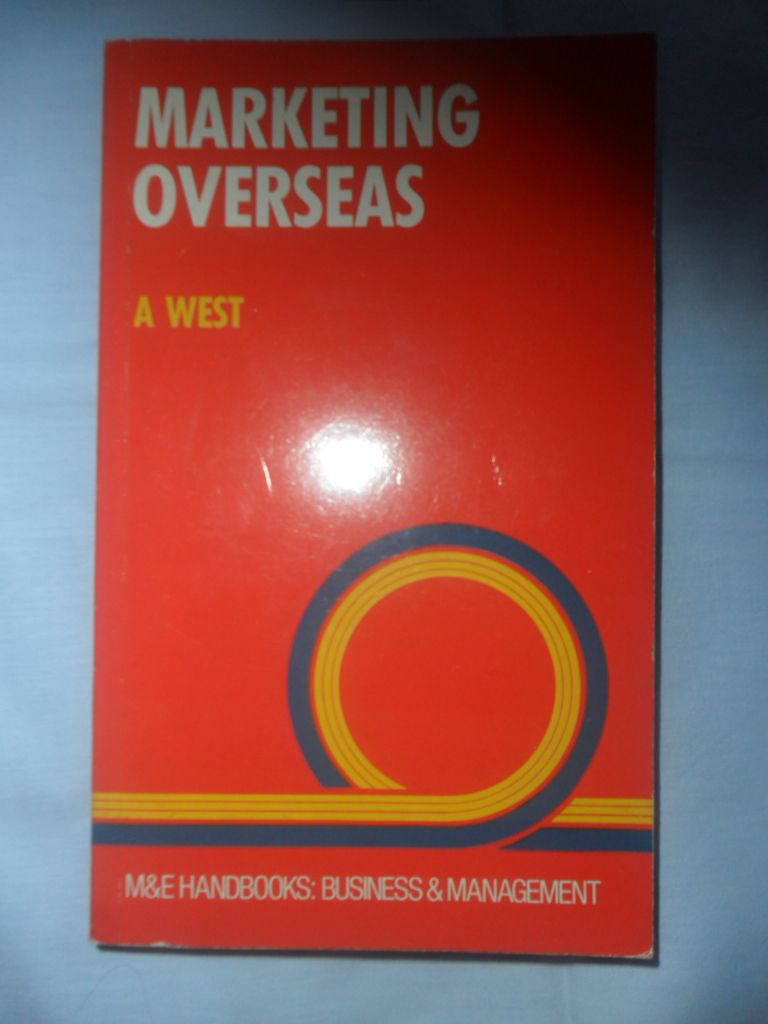 MARKETING
OVERSEAS
A WEST
M&E HANDBOOKS: BUSINESS & MANAGEMENT